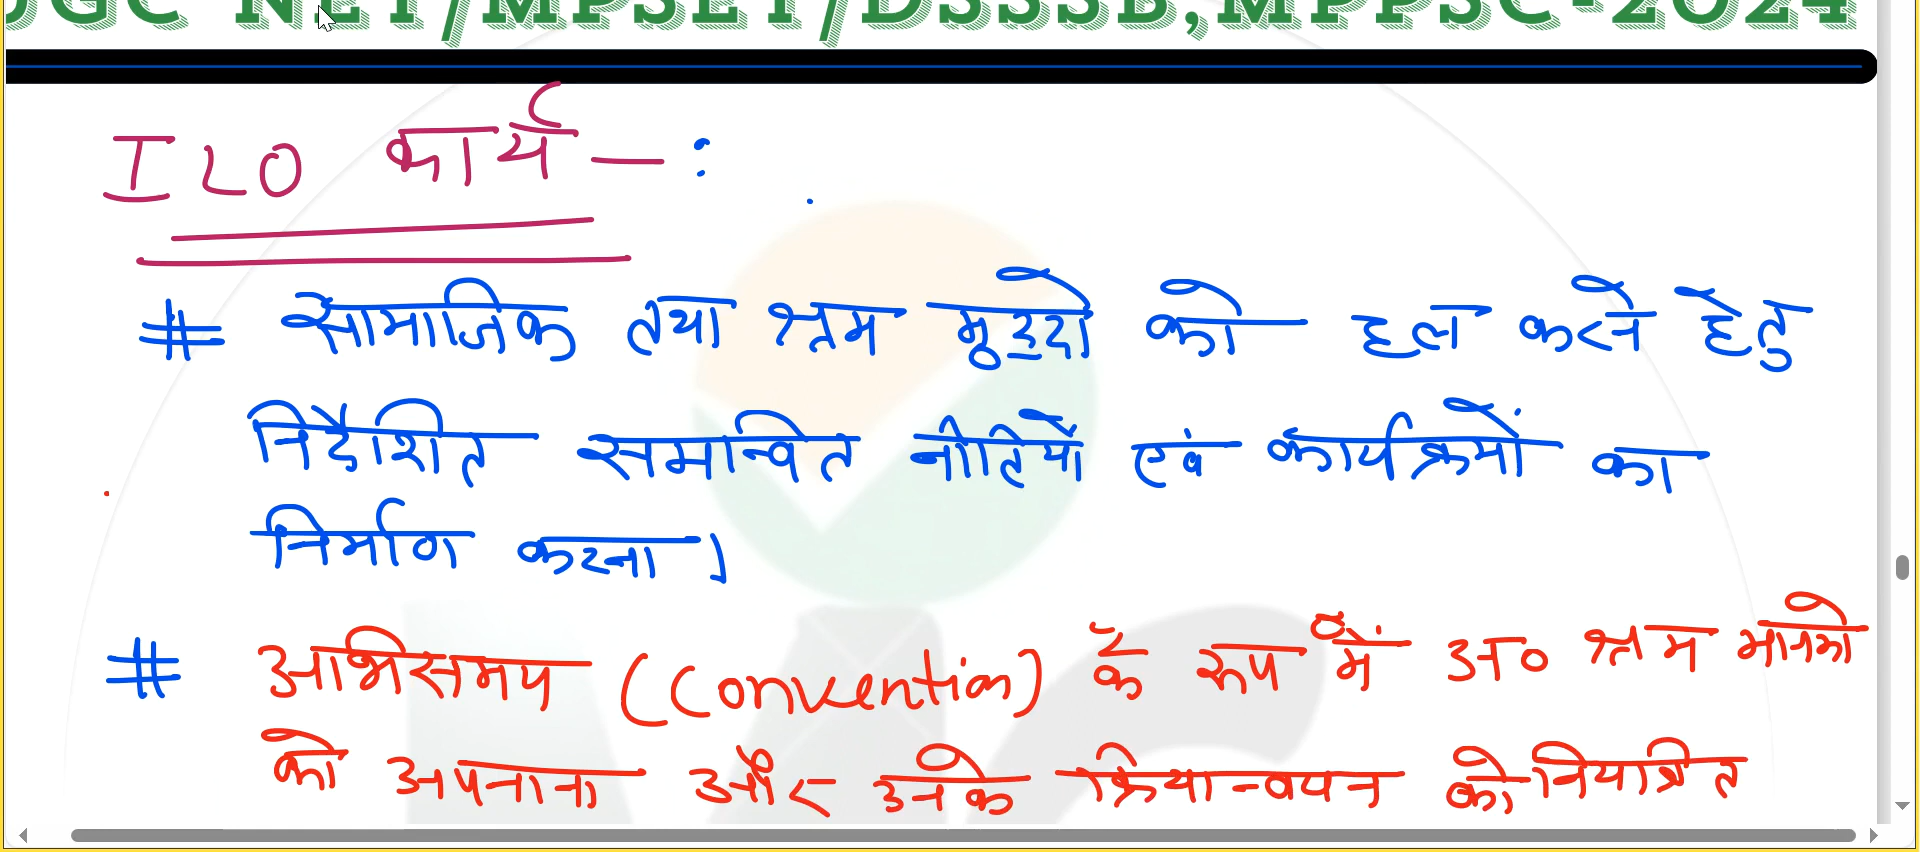 UGC NET/MPSET/DSSSB,MPPSC-2024
ILO कार्य — :
# सामाजिक तथा श्रम मूद्दो को हल करने हेतु
निर्देशित समान्वित नीतियों एवं कार्यक्रमों का
निर्माण करना।
# अभिसमय (Convention) के रूप में अ० श्रम मानको
को अपनाना और उनके क्रियान्वयन को नियंत्रित